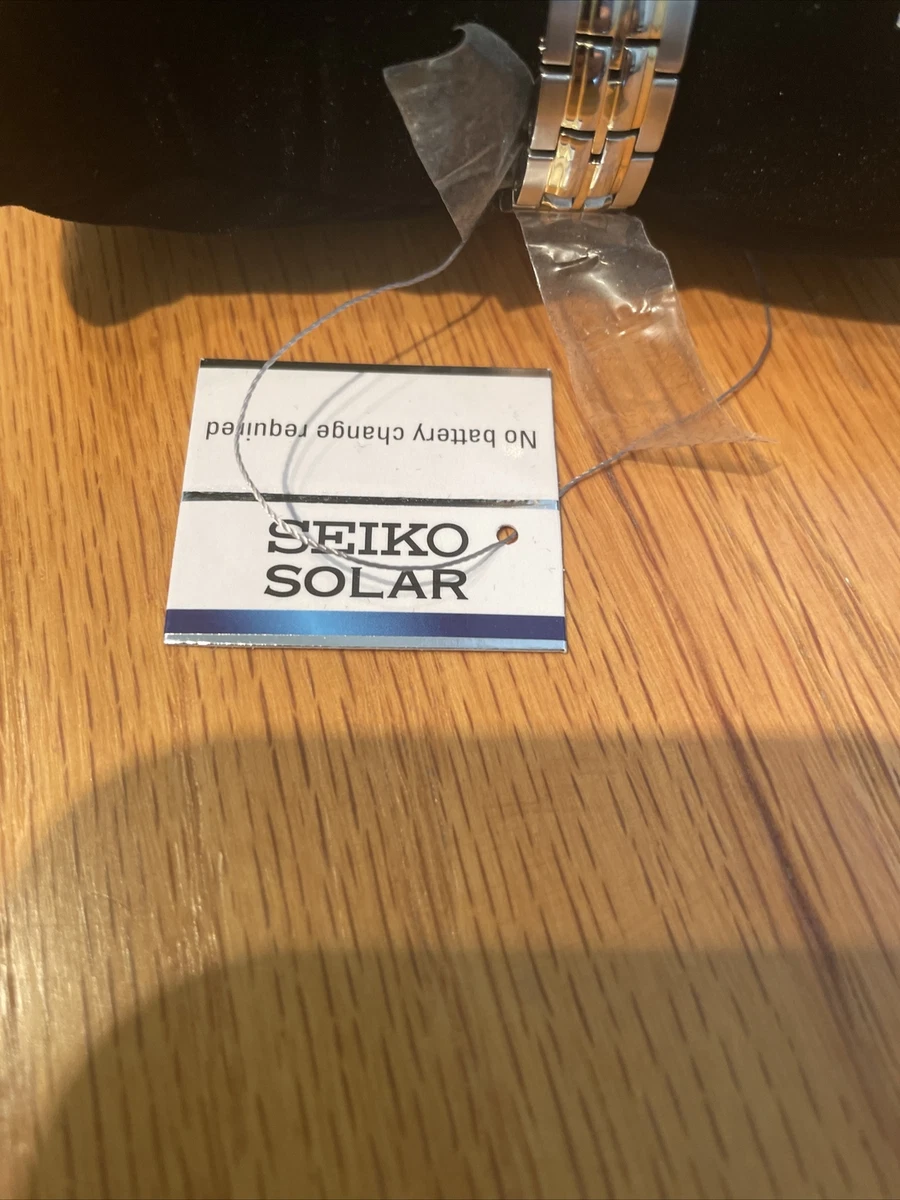 No battery change required
SEIKO
SOLAR